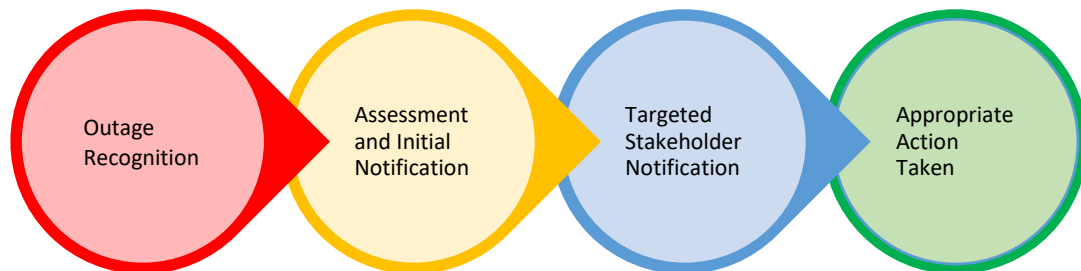 Outage
Recognition
Assessment
and Initial
Notification
Targeted
Stakeholder
Notification
Appropriate
Action
Taken